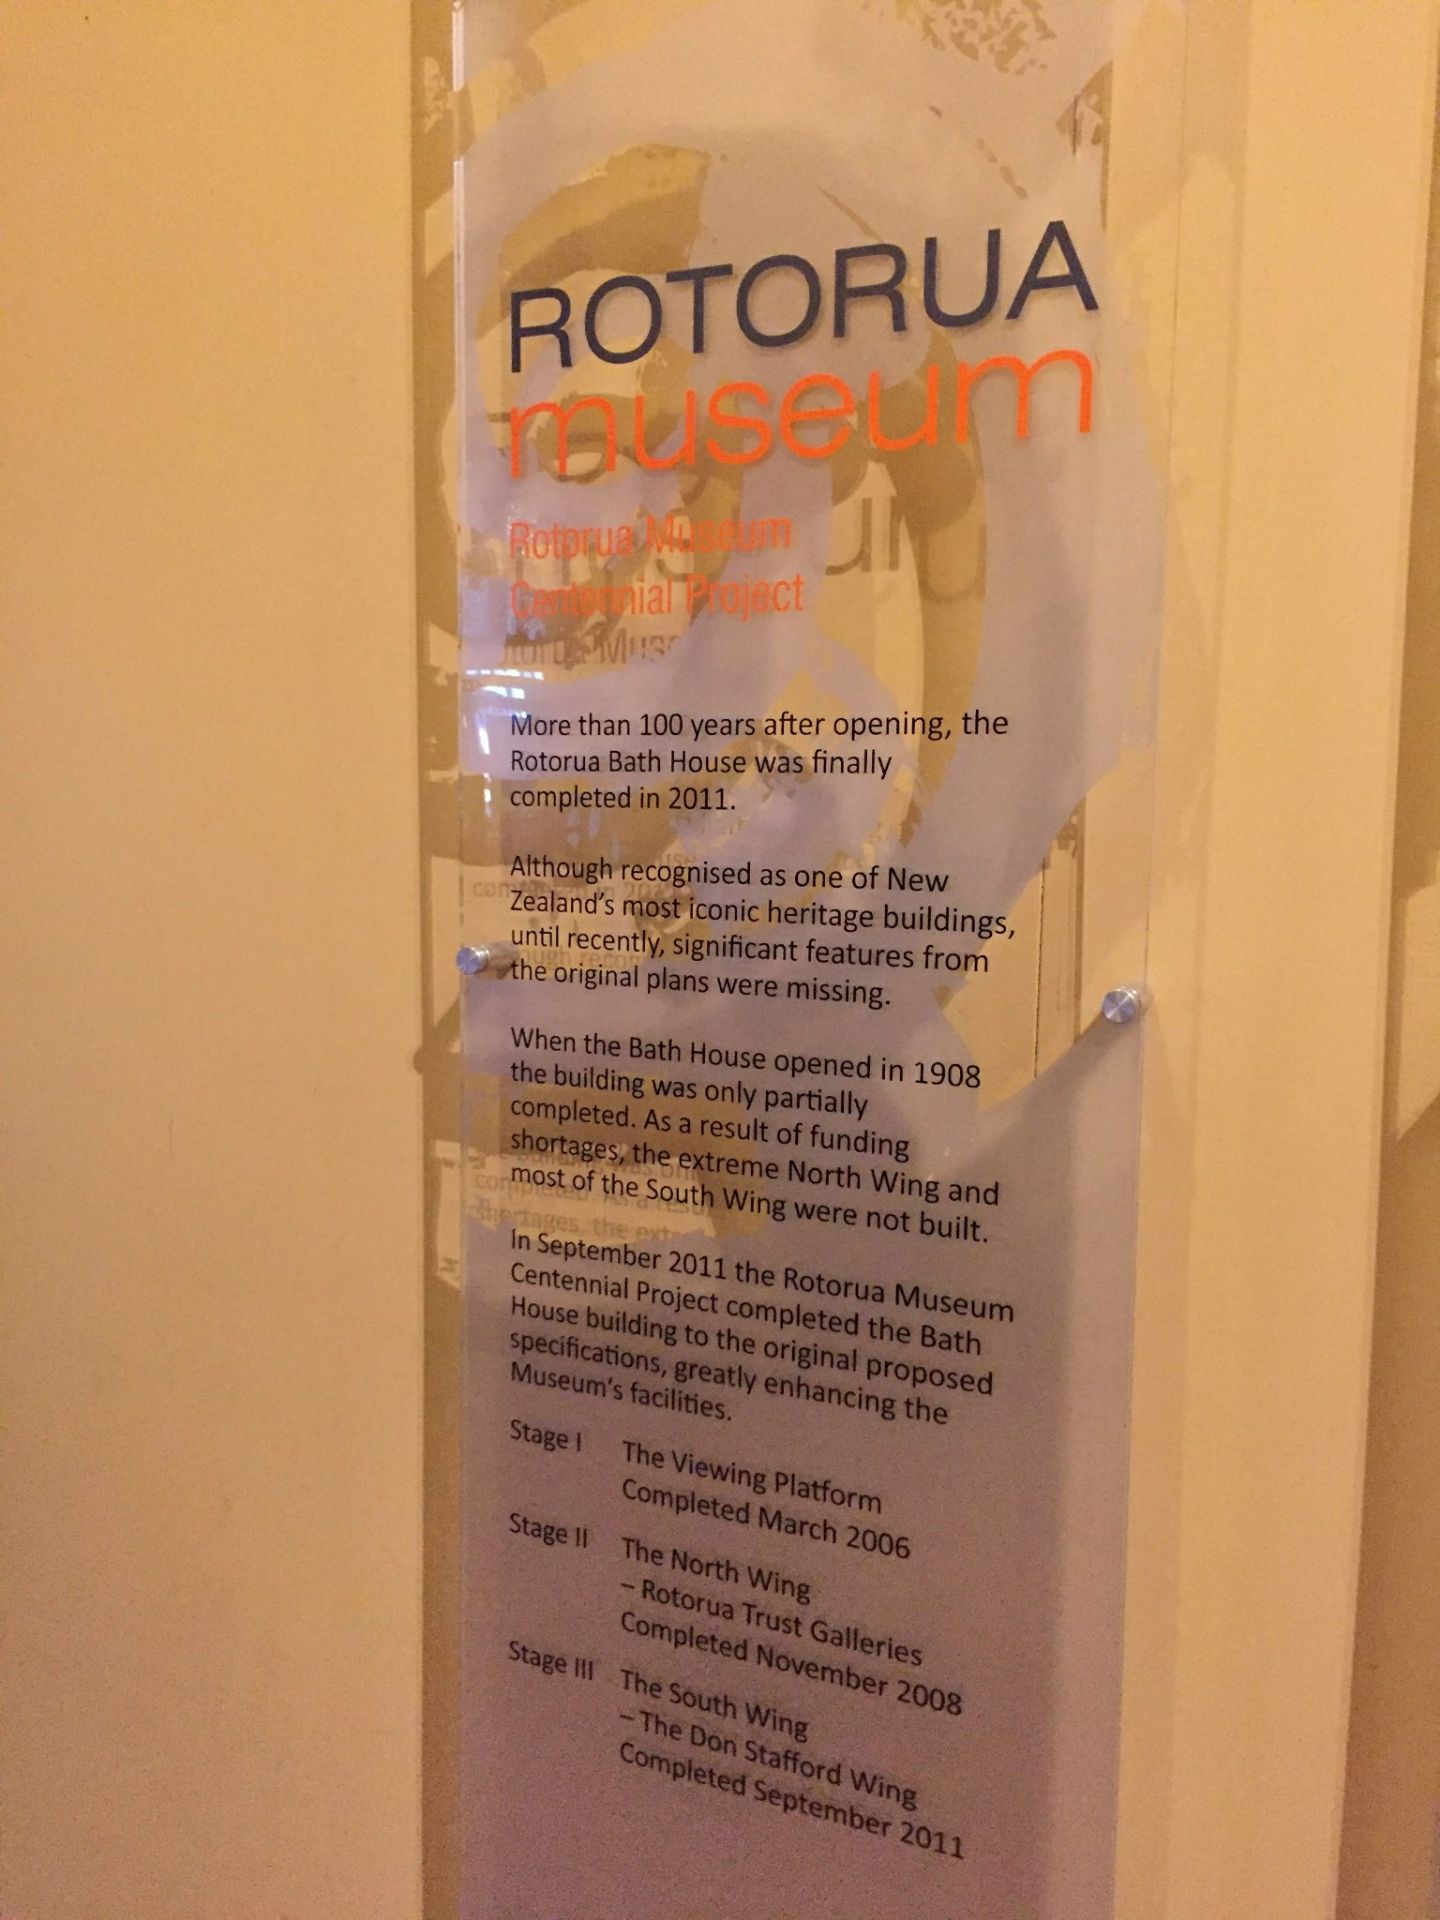 ROTORUA
museum
Rotorua Museum
Centennial Project
More than 100 years after opening, the
Rotorua Bath House was finally
completed in 2011.
Although recognised as one of New
Zealand's most iconic heritage buildings,
until recently, significant features from
the original plans were missing.
When the Bath House opened in 1908
the building was only partially
completed. As a result of funding
shortages, the extreme North Wing and
most of the South Wing were not built.
In September 2011 the Rotorua Museum
Centennial Project completed the Bath
House building to the original proposed
specifications, greatly enhancing the
Museum's facilities.
Stage I The Viewing Platform
Completed March 2006
Stage II The North Wing
– Rotorua Trust Galleries
Completed November 2008
Stage III The South Wing
– The Don Stafford Wing
Completed September 2011